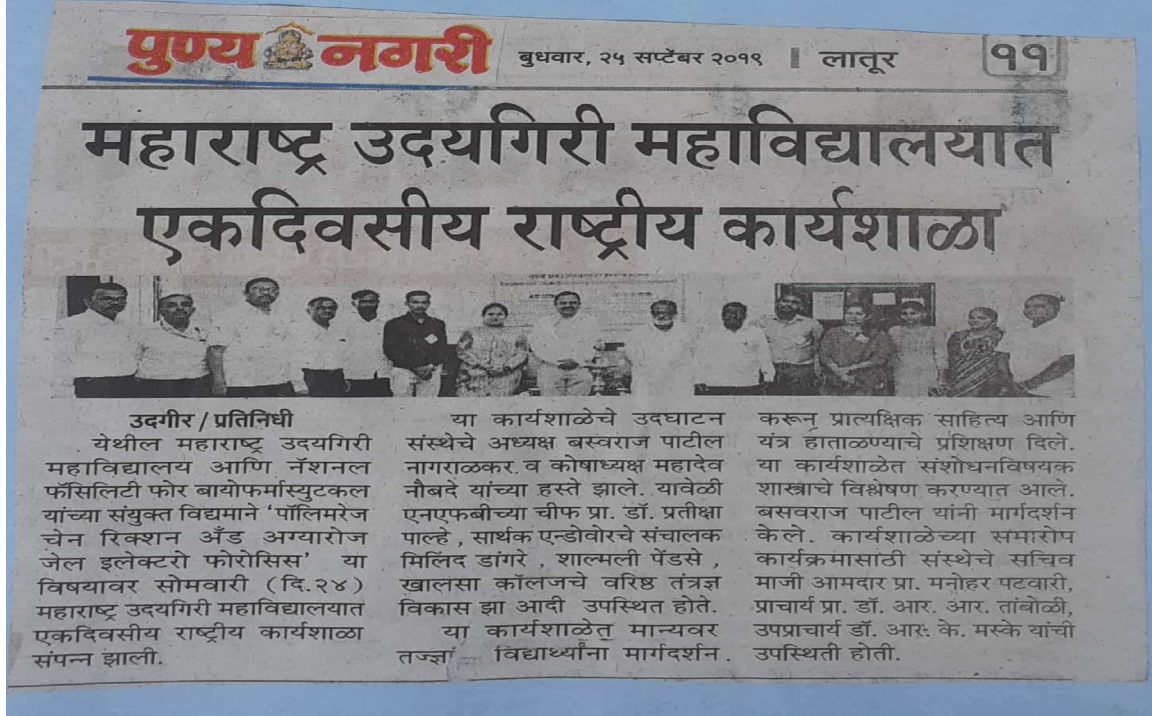 पुण्य नगरी
बुधवार, २५ सप्टेंबर २०१९ | लातूर
११
महाराष्ट्र उदयगिरी महाविद्यालयात
एकदिवसीय राष्ट्रीय कार्यशाळा
उदगीर / प्रतिनिधी
येथील महाराष्ट्र उदयगिरी
महाविद्यालय आणि नॅशनल
फॅसिलिटी फोर बायोफर्मास्युटकल
यांच्या संयुक्त विद्यमाने ‘पॉलिमरेज
चेन रिक्शन अँड अग्यारोज
जेल इलेक्टरो फोरोसिस’ या
विषयावर सोमवारी (दि.२४)
महाराष्ट्र उदयगिरी महाविद्यालयात
एकदिवसीय राष्ट्रीय कार्यशाळा
संपन्न झाली.
या कार्यशाळेचे उदघाटन
संस्थेचे अध्यक्ष बस्वराज पाटील
नागराळकर व कोषाध्यक्ष महादेव
नौबदे यांच्या हस्ते झाले. यावेळी
एनएफबीच्या चीफ प्रा. डॉ. प्रतीक्षा
पाल्हे , सार्थक एन्डोवोरचे संचालक
मिलिंद डांगरे , शाल्मली पेंडसे ,
खालसा कॉलजचे वरिष्ठ तंत्रज्ञ
विकास झा आदी उपस्थित होते.
या कार्यशाळेत मान्यवर
तज्ज्ञां विद्यार्थ्यांना मार्गदर्शन.
करून प्रात्यक्षिक साहित्य आणि
यंत्र हाताळण्याचे प्रशिक्षण दिले.
या कार्यशाळेत संशोधनविषयक
शास्त्राचे विश्लेषण करण्यात आले.
बसवराज पाटील यांनी मार्गदर्शन
केले. कार्यशाळेच्या समारोप
कार्यक्रमासाठी संस्थेचे सचिव
माजी आमदार प्रा. मनोहर पटवारी,
प्राचार्य प्रा. डॉ. आर. आर. तांबोळी,
उपप्राचार्य डॉ. आर. के. मस्के यांची
उपस्थिती होती.